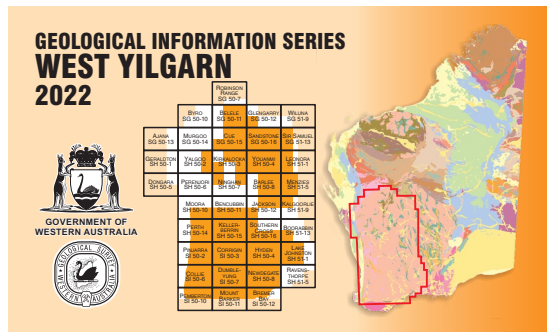 GEOLOGICAL INFORMATION SERIES
WEST YILGARN
2022
ROBINSON
RANGE
SG 50-7
BYRO
SG 50-10
BELELE
SG 50-11
GLENGARRY
SG 50-12
WILUNA
SG 51-9
AJANA
SG 50-13
MURGOO
SG 50-14
CUE
SG 50-15
SANDSTONE
SG 50-16
SIR SAMUEL
SG 51-13
GERALDTON
SH 50-1
YALGOO
SH 50-2
KIRKALOCKA
SH 50-3
YOUANMI
SH 50-4
LEONORA
SH 51-1
DONGARA
SH 50-5
PERENJORI
SH 50-6
NINGHAN
SH 50-7
BARLEE
SH 50-8
MENZIES
SH 51-5
MOORA
SH 50-10
BENCUBBIN
SH 50-11
JACKSON
SH 50-12
KALGOORLIE
SH 51-9
PERTH
SH 50-14
KELLER-
BERRIN
SH 50-15
SOUTHERN
CROSS
SH 50-16
BOORABBIN
SH 51-13
PINJARRA
SI 50-2
CORRIGIN
SI 50-3
HYDEN
SI 50-4
LAKE
JOHNSTON
SI 51-1
COLLIE
SI 50-6
DUMBLE-
YUNG
SI 50-7
NEWDEGATE
SI 50-8
RAVENS-
THORPE
SI 51-5
PEMBERTON
SI 50-10
MOUNT
BARKER
SI 50-11
BREMER
BAY
SI 50-12
GOVERNMENT OF
WESTERN AUSTRALIA
GEOLOGICAL SURVEY
WESTERN AUSTRALIA